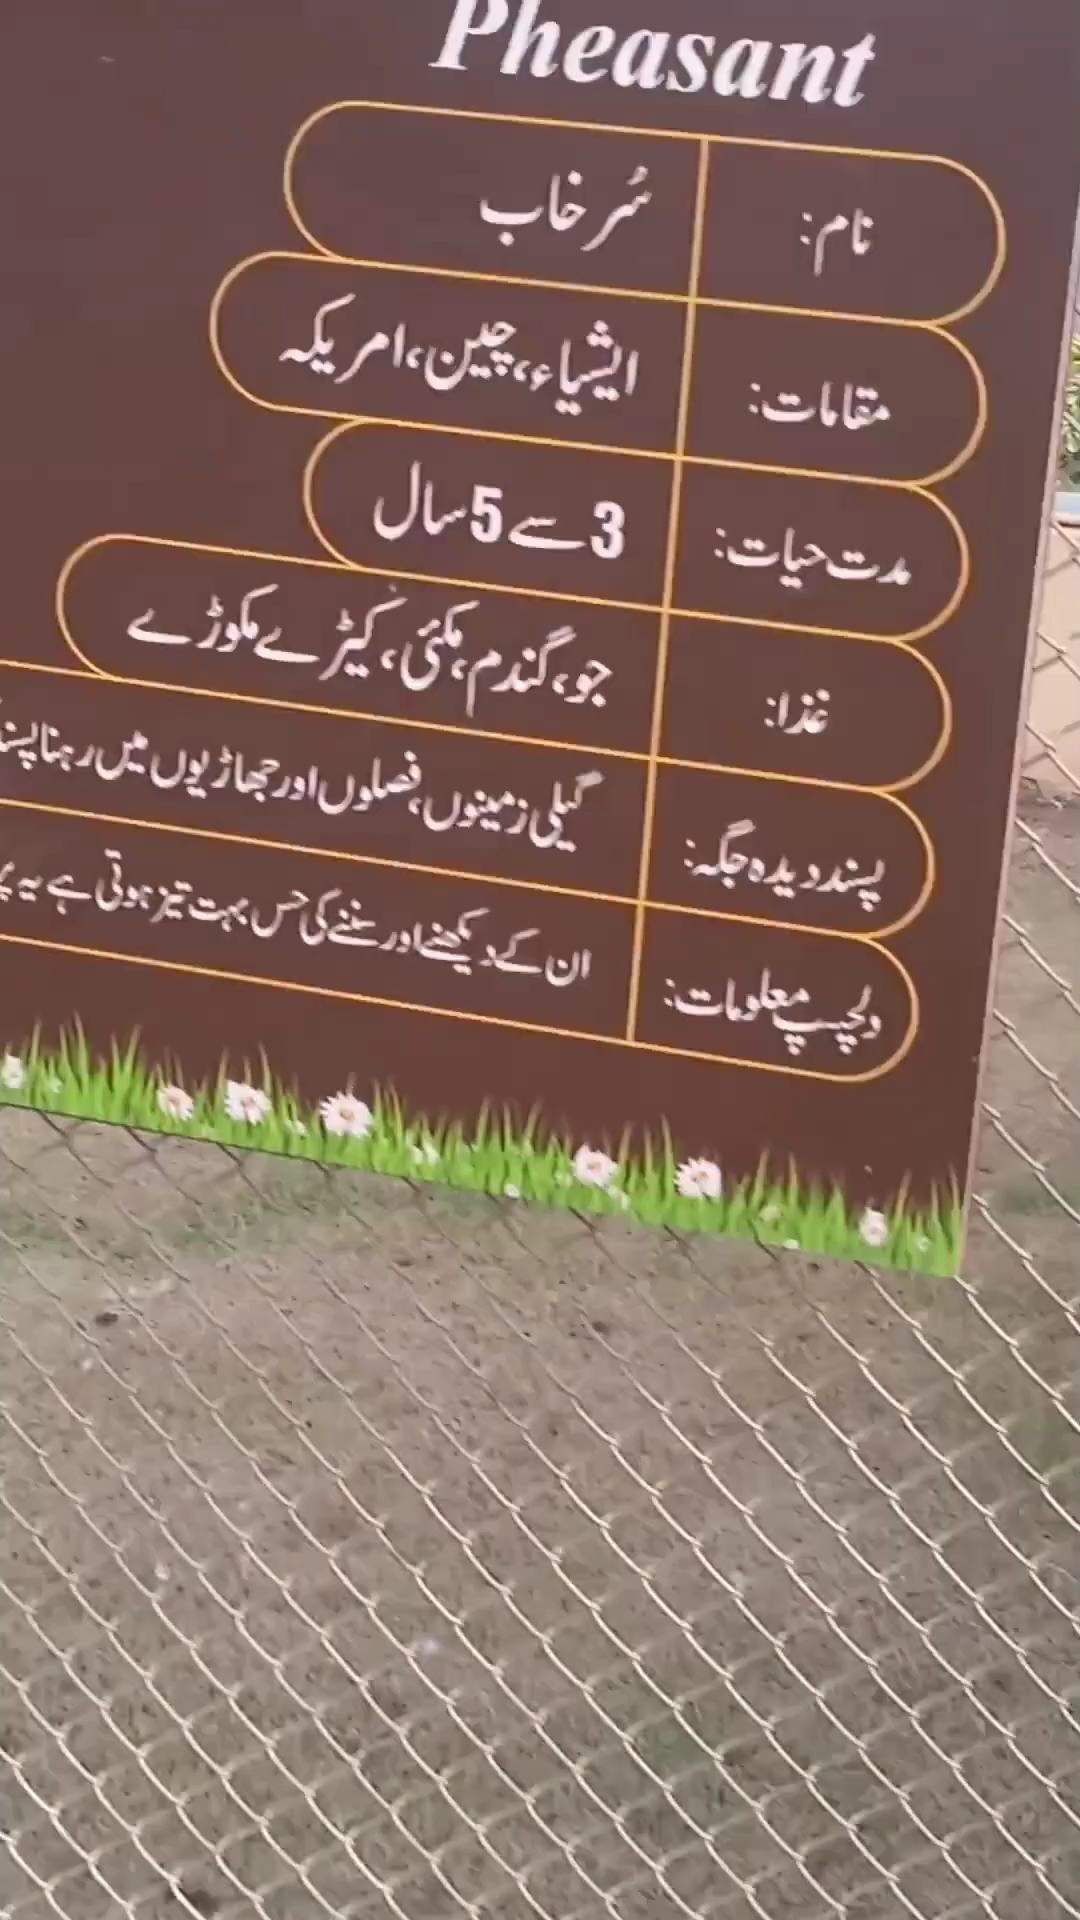 Pheasant
نام: سُرخاب
مقامات: ایشیاء، چین، امریکہ
مدت حیات: 3 سے 5 سال
غذا: جو، گندم، مکئی، کیڑے مکوڑے
پسندیدہ جگہ: گیلی زمینوں، فصلوں اور جھاڑیوں میں رہنا
دلچسپ معلومات: ان کے دیکھنے اور سننے کی حس بہت تیز ہوتی ہے یہ